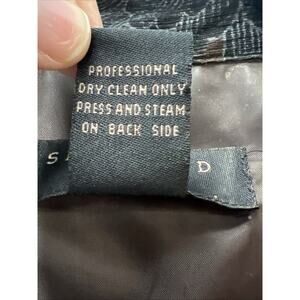 PROFESSIONAL
DRY CLEAN ONLY
PRESS AND STEAM
ON BACK SIDE
S
D